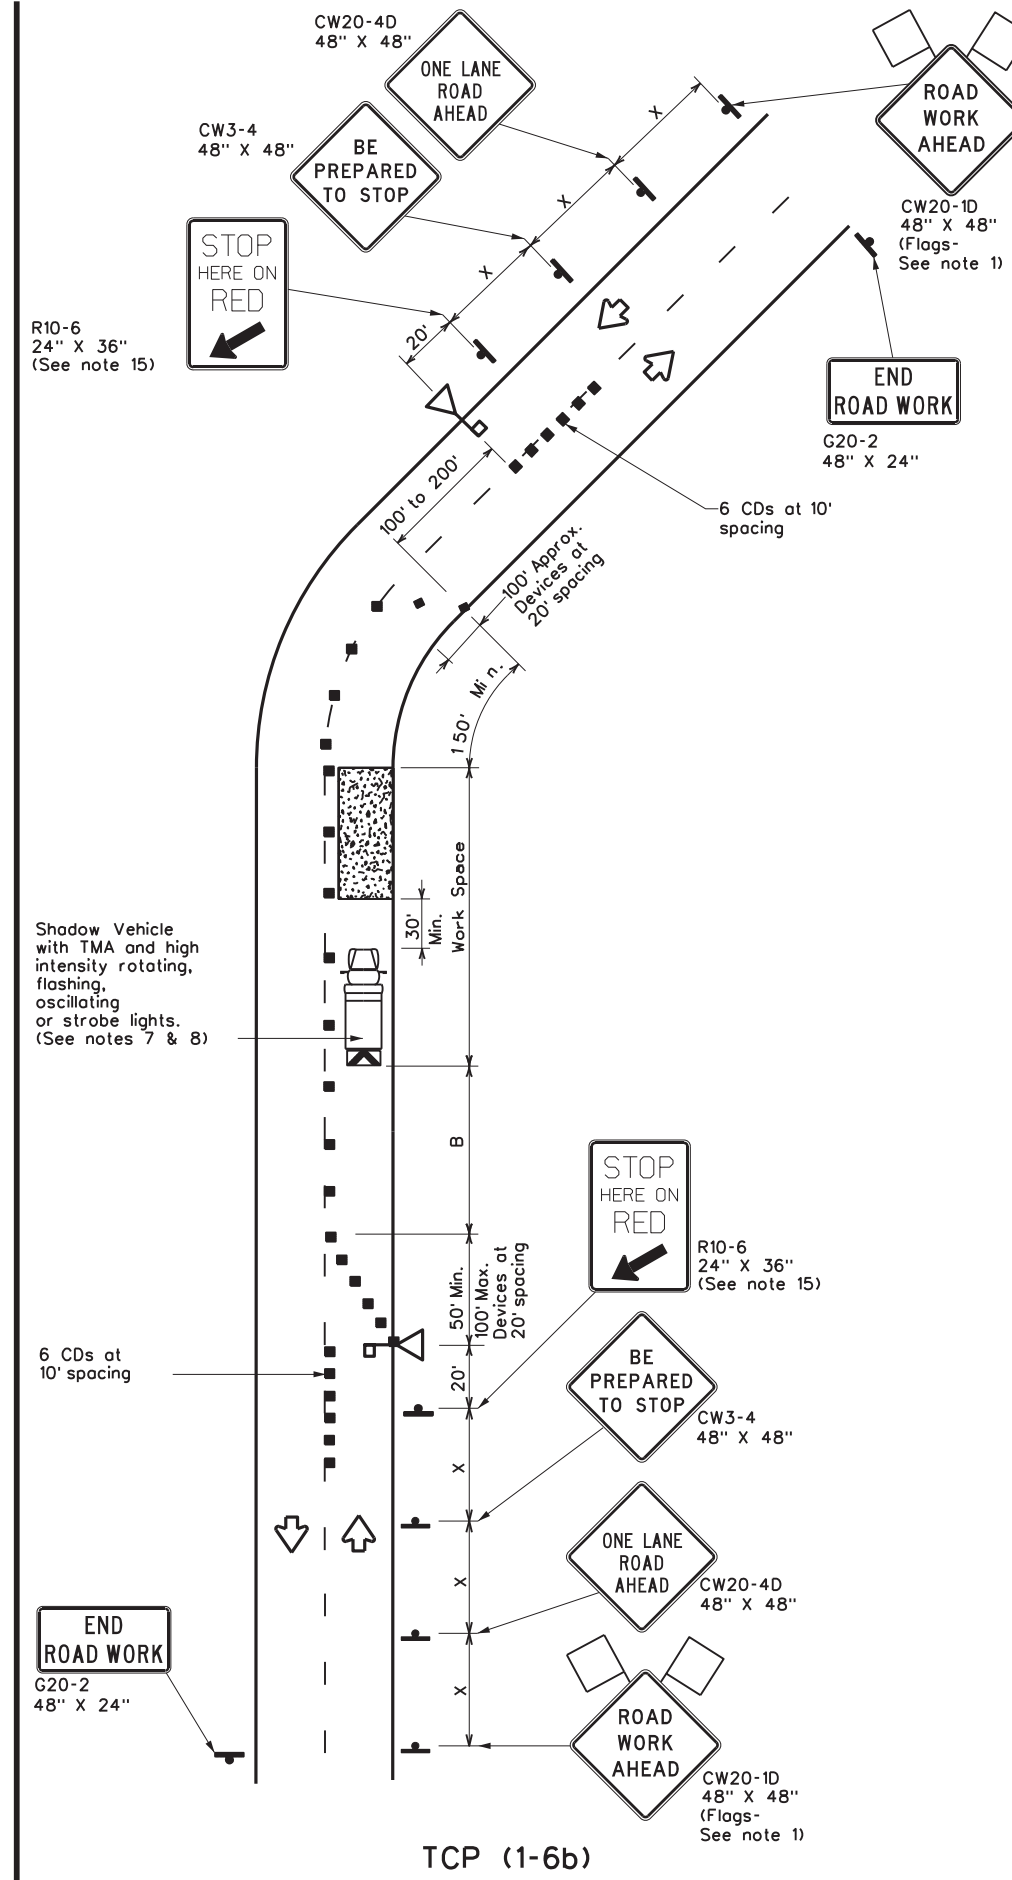 CW20-4D
48" X 48"
ONE LANE
ROAD
AHEAD
ROAD
WORK
AHEAD
CW20-1D
48" X 48"
(Flags-
See note 1)
CW3-4
48" X 48"
BE
PREPARED
TO STOP
X
X
X
20'
STOP
HERE ON
RED
R10-6
24" X 36"
(See note 15)
END
ROAD WORK
G20-2
48" X 24"
100' to 200'
6 CDs at 10'
spacing
100' Approx.
Devices at
20' spacing
150' Min.
Work Space
30'
Min.
Shadow Vehicle
with TMA and high
intensity rotating,
flashing,
oscillating
or strobe lights.
(See notes 7 & 8)
B
50' Min.
100' Max.
Devices at
20' spacing
STOP
HERE ON
RED
R10-6
24" X 36"
(See note 15)
6 CDs at
10' spacing
20'
BE
PREPARED
TO STOP
CW3-4
48" X 48"
X
ONE LANE
ROAD
AHEAD
CW20-4D
48" X 48"
X
END
ROAD WORK
G20-2
48" X 24"
X
ROAD
WORK
AHEAD
CW20-1D
48" X 48"
(Flags-
See note 1)
TCP (1-6b)